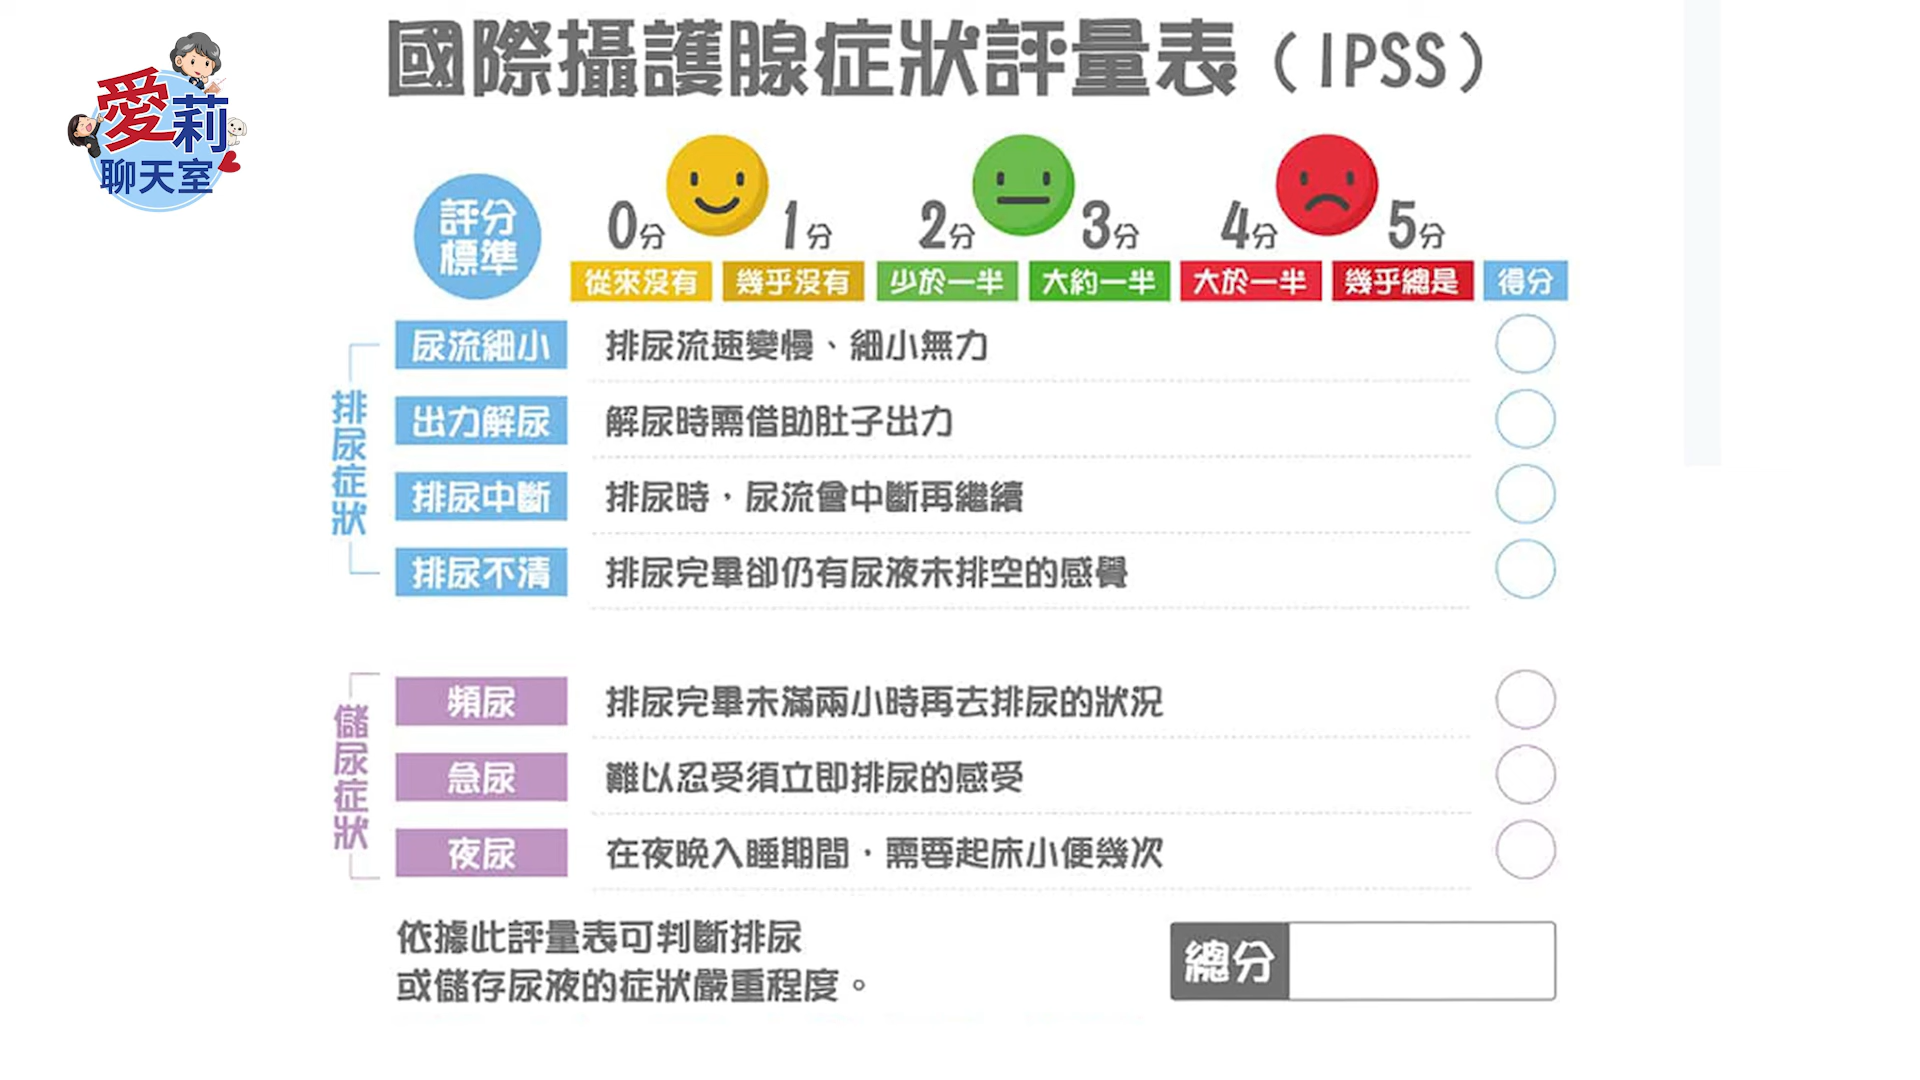 愛莉
聊天室
國際攝護腺症狀評量表（IPSS）
評分
標準
0分 1分 2分 3分 4分 5分
從來沒有 幾乎沒有 少於一半 大約一半 大於一半 幾乎總是 得分
排尿症狀
尿流細小 排尿流速變慢、細小無力
出力解尿 解尿時需借助肚子出力
排尿中斷 排尿時，尿流會中斷再繼續
排尿不清 排尿完畢卻仍有尿液未排空的感覺
儲尿症狀
頻尿 排尿完畢未滿兩小時再去排尿的狀況
急尿 難以忍受須立即排尿的感受
夜尿 在夜晚入睡期間，需要起床小便幾次
依據此評量表可判斷排尿
或儲存尿液的症狀嚴重程度。
總分